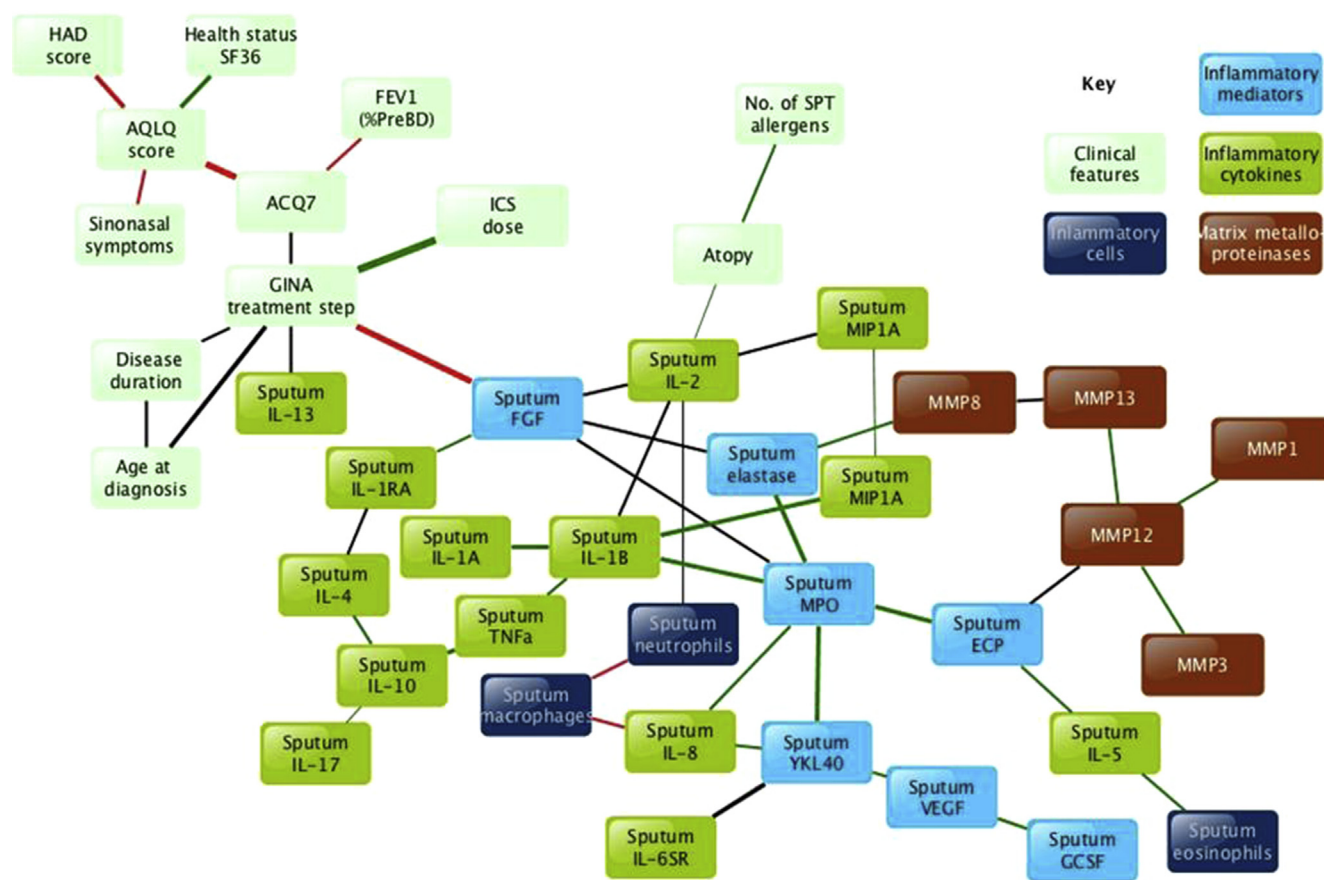 HAD
score
Health status
SF36
FEV1
(%PreBD)
AQLQ
score
ACQ7
Sinonasal
symptoms
ICS
dose
No. of SPT
allergens
Atopy
Key
Inflammatory
mediators
Clinical
features
Inflammatory
cytokines
Inlammatory
cells
Matrix metallo-
proteinases
GINA
treatment step
Disease
duration
Age at
diagnosis
Sputum
IL-13
Sputum
FGF
Sputum
IL-2
Sputum
MIP1A
MMP8
MMP13
MMP1
Sputum
elastase
Sputum
MIP1A
Sputum
IL-1RA
Sputum
IL-1A
Sputum
IL-1B
MMP12
Sputum
IL-4
Sputum
TNFa
Sputum
neutrophils
Sputum
MPO
Sputum
ECP
MMP3
Sputum
IL-10
Sputum
macrophages
Sputum
IL-17
Sputum
IL-8
Sputum
YKL40
Sputum
IL-5
Sputum
VEGF
Sputum
IL-6SR
Sputum
GCSF
Sputum
eosinophils